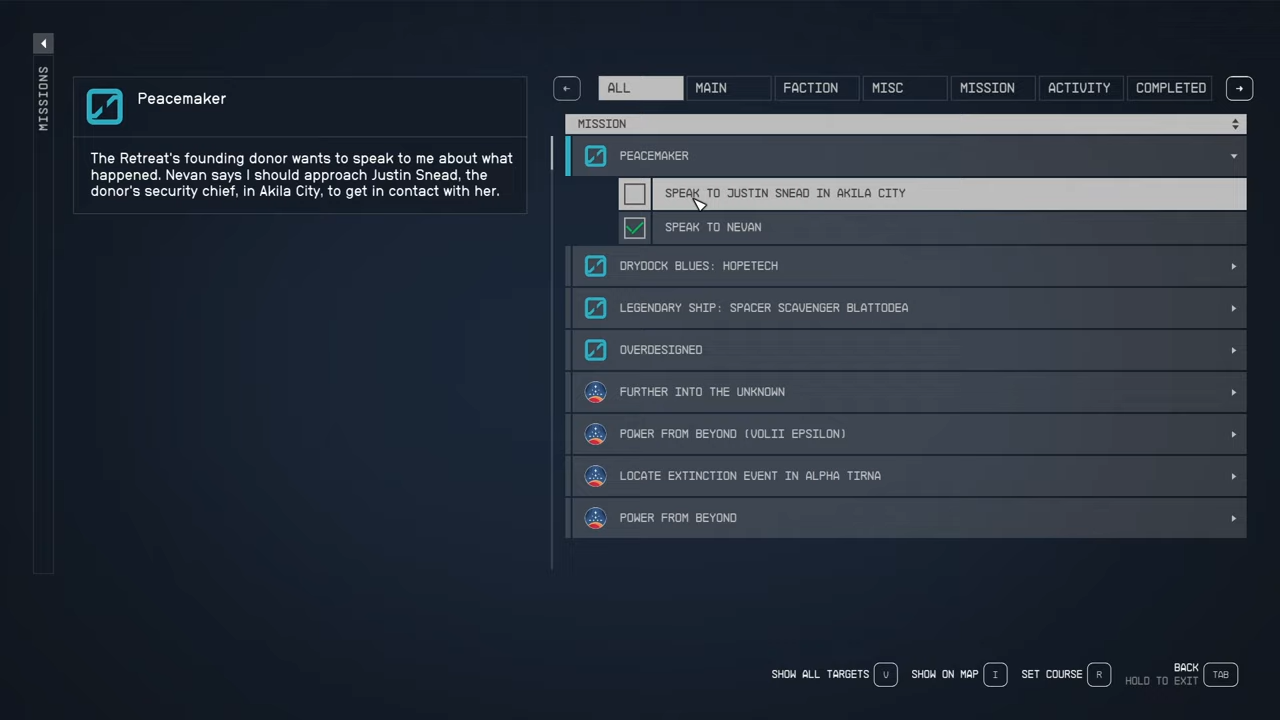 MISSIONS
Peacemaker
The Retreat's founding donor wants to speak to me about what
happened. Nevan says I should approach Justin Snead, the
donor's security chief, in Akila City, to get in contact with her.
ALL
MAIN
FACTION
MISC
MISSION
ACTIVITY
COMPLETED
MISSION
PEACEMAKER
SPEAK TO JUSTIN SNEAD IN AKILA CITY
SPEAK TO NEVAN
DRYDOCK BLUES: HOPETECH
LEGENDARY SHIP: SPACER SCAVENGER BLATTODEA
OVERDESIGNED
FURTHER INTO THE UNKNOWN
POWER FROM BEYOND (VOLII EPSILON)
LOCATE EXTINCTION EVENT IN ALPHA TIRNA
POWER FROM BEYOND
SHOW ALL TARGETS V
SHOW ON MAP I
SET COURSE R
BACK
HOLD TO EXIT
TAB